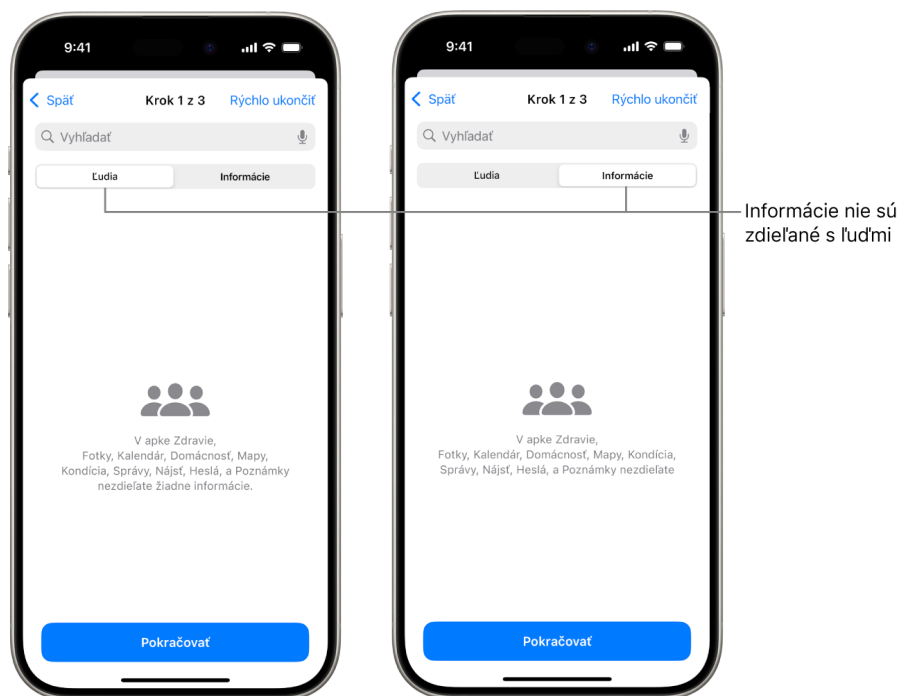 9:41
Späť
Krok 1 z 3
Rýchlo ukončiť
Vyhľadať
Ľudia
Informácie
V apke Zdravie,
Fotky, Kalendár, Domácnosť, Mapy,
Kondícia, Správy, Nájsť, Heslá, a Poznámky
nezdieľate žiadne informácie.
Pokračovať
9:41
Späť
Krok 1 z 3
Rýchlo ukončiť
Vyhľadať
Ľudia
Informácie
V apke Zdravie,
Fotky, Kalendár, Domácnosť, Mapy, Kondícia,
Správy, Nájsť, Heslá, a Poznámky nezdieľate
Pokračovať
Informácie nie sú
zdieľané s ľuďmi